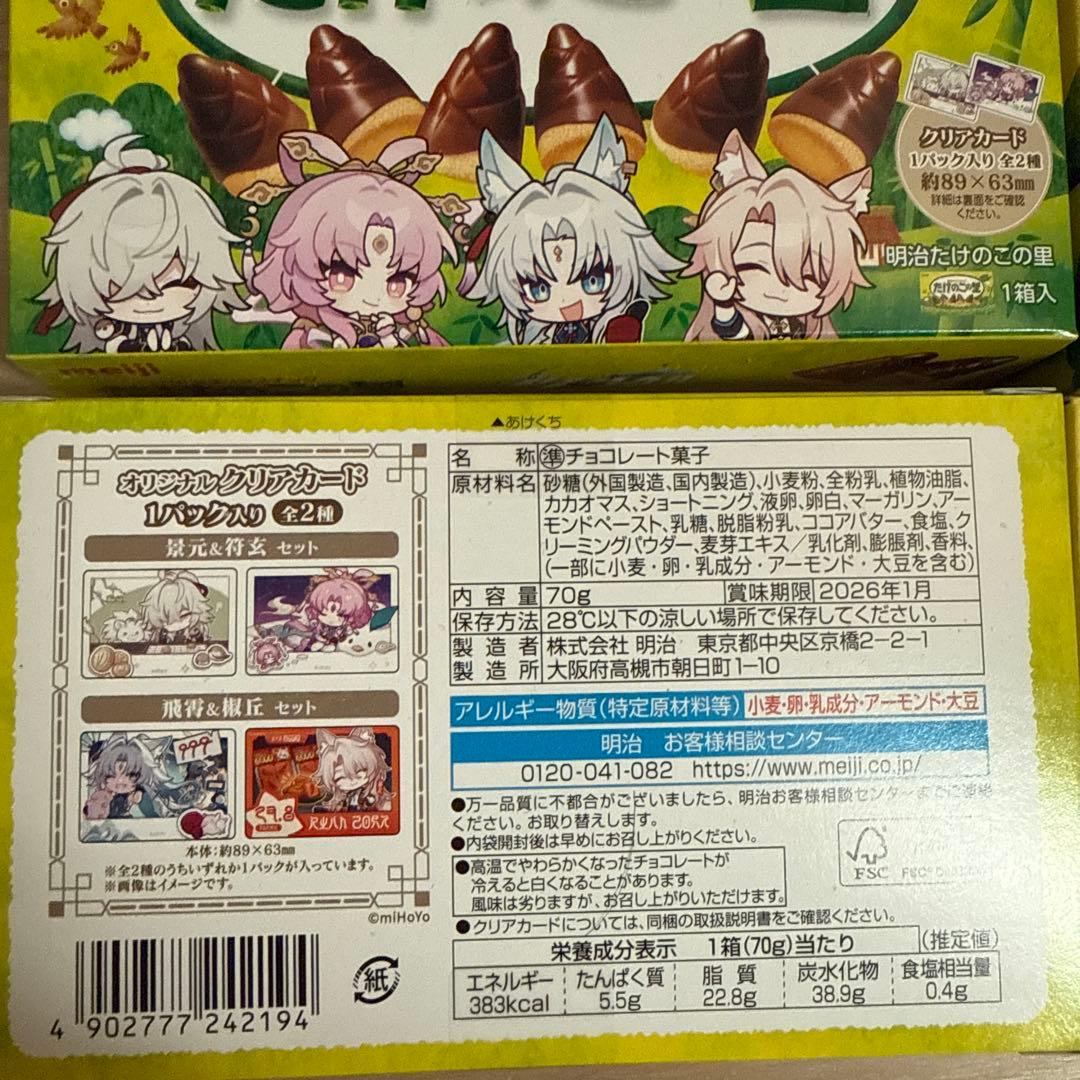 クリアカード
1パック入り 全2種
約89×63mm
詳細は裏面をご確認
ください。
明治たけのこの里
たけのこの里
1箱入
meiji
▲あけくち
オリジナルクリアカード
1パック入り 全2種
景元&符玄 セット
飛霄&椒丘 セット
999
29.8
本体:約89×63mm
※全2種のうちいずれか1パックが入っています。
※画像はイメージです。
©miHoYo
名 称 準チョコレート菓子
原材料名 砂糖(外国製造、国内製造)、小麦粉、全粉乳、植物油脂、
カカオマス、ショートニング、液卵、卵白、マーガリン、アー
モンドペースト、乳糖、脱脂粉乳、ココアバター、食塩、ク
リーミングパウダー、麦芽エキス/乳化剤、膨脹剤、香料、
(一部に小麦・卵・乳成分・アーモンド・大豆を含む)
内 容 量 70g 賞味期限 2026年1月
保存方法 28℃以下の涼しい場所で保存してください。
製 造 者 株式会社 明治 東京都中央区京橋2-2-1
製 造 所 大阪府高槻市朝日町1-10
アレルギー物質(特定原材料等) 小麦・卵・乳成分・アーモンド・大豆
明治 お客様相談センター
0120-041-082 https://www.meiji.co.jp/
●万一品質に不都合がございましたら、明治お客様相談センターまでご連絡
ください。お取り替えします。
●内袋開封後は早めにお召し上がりください。
●高温でやわらかくなったチョコレートが
冷えると白くなることがあります。
風味は劣りますが、お召し上がりいただけます。
●クリアカードについては、同梱の取扱説明書をご確認ください。
FSC
栄養成分表示 1箱(70g)当たり (推定値)
エネルギー たんぱく質 脂 質 炭水化物 食塩相当量
383kcal 5.5g 22.8g 38.9g 0.4g
紙
4 902777 242194